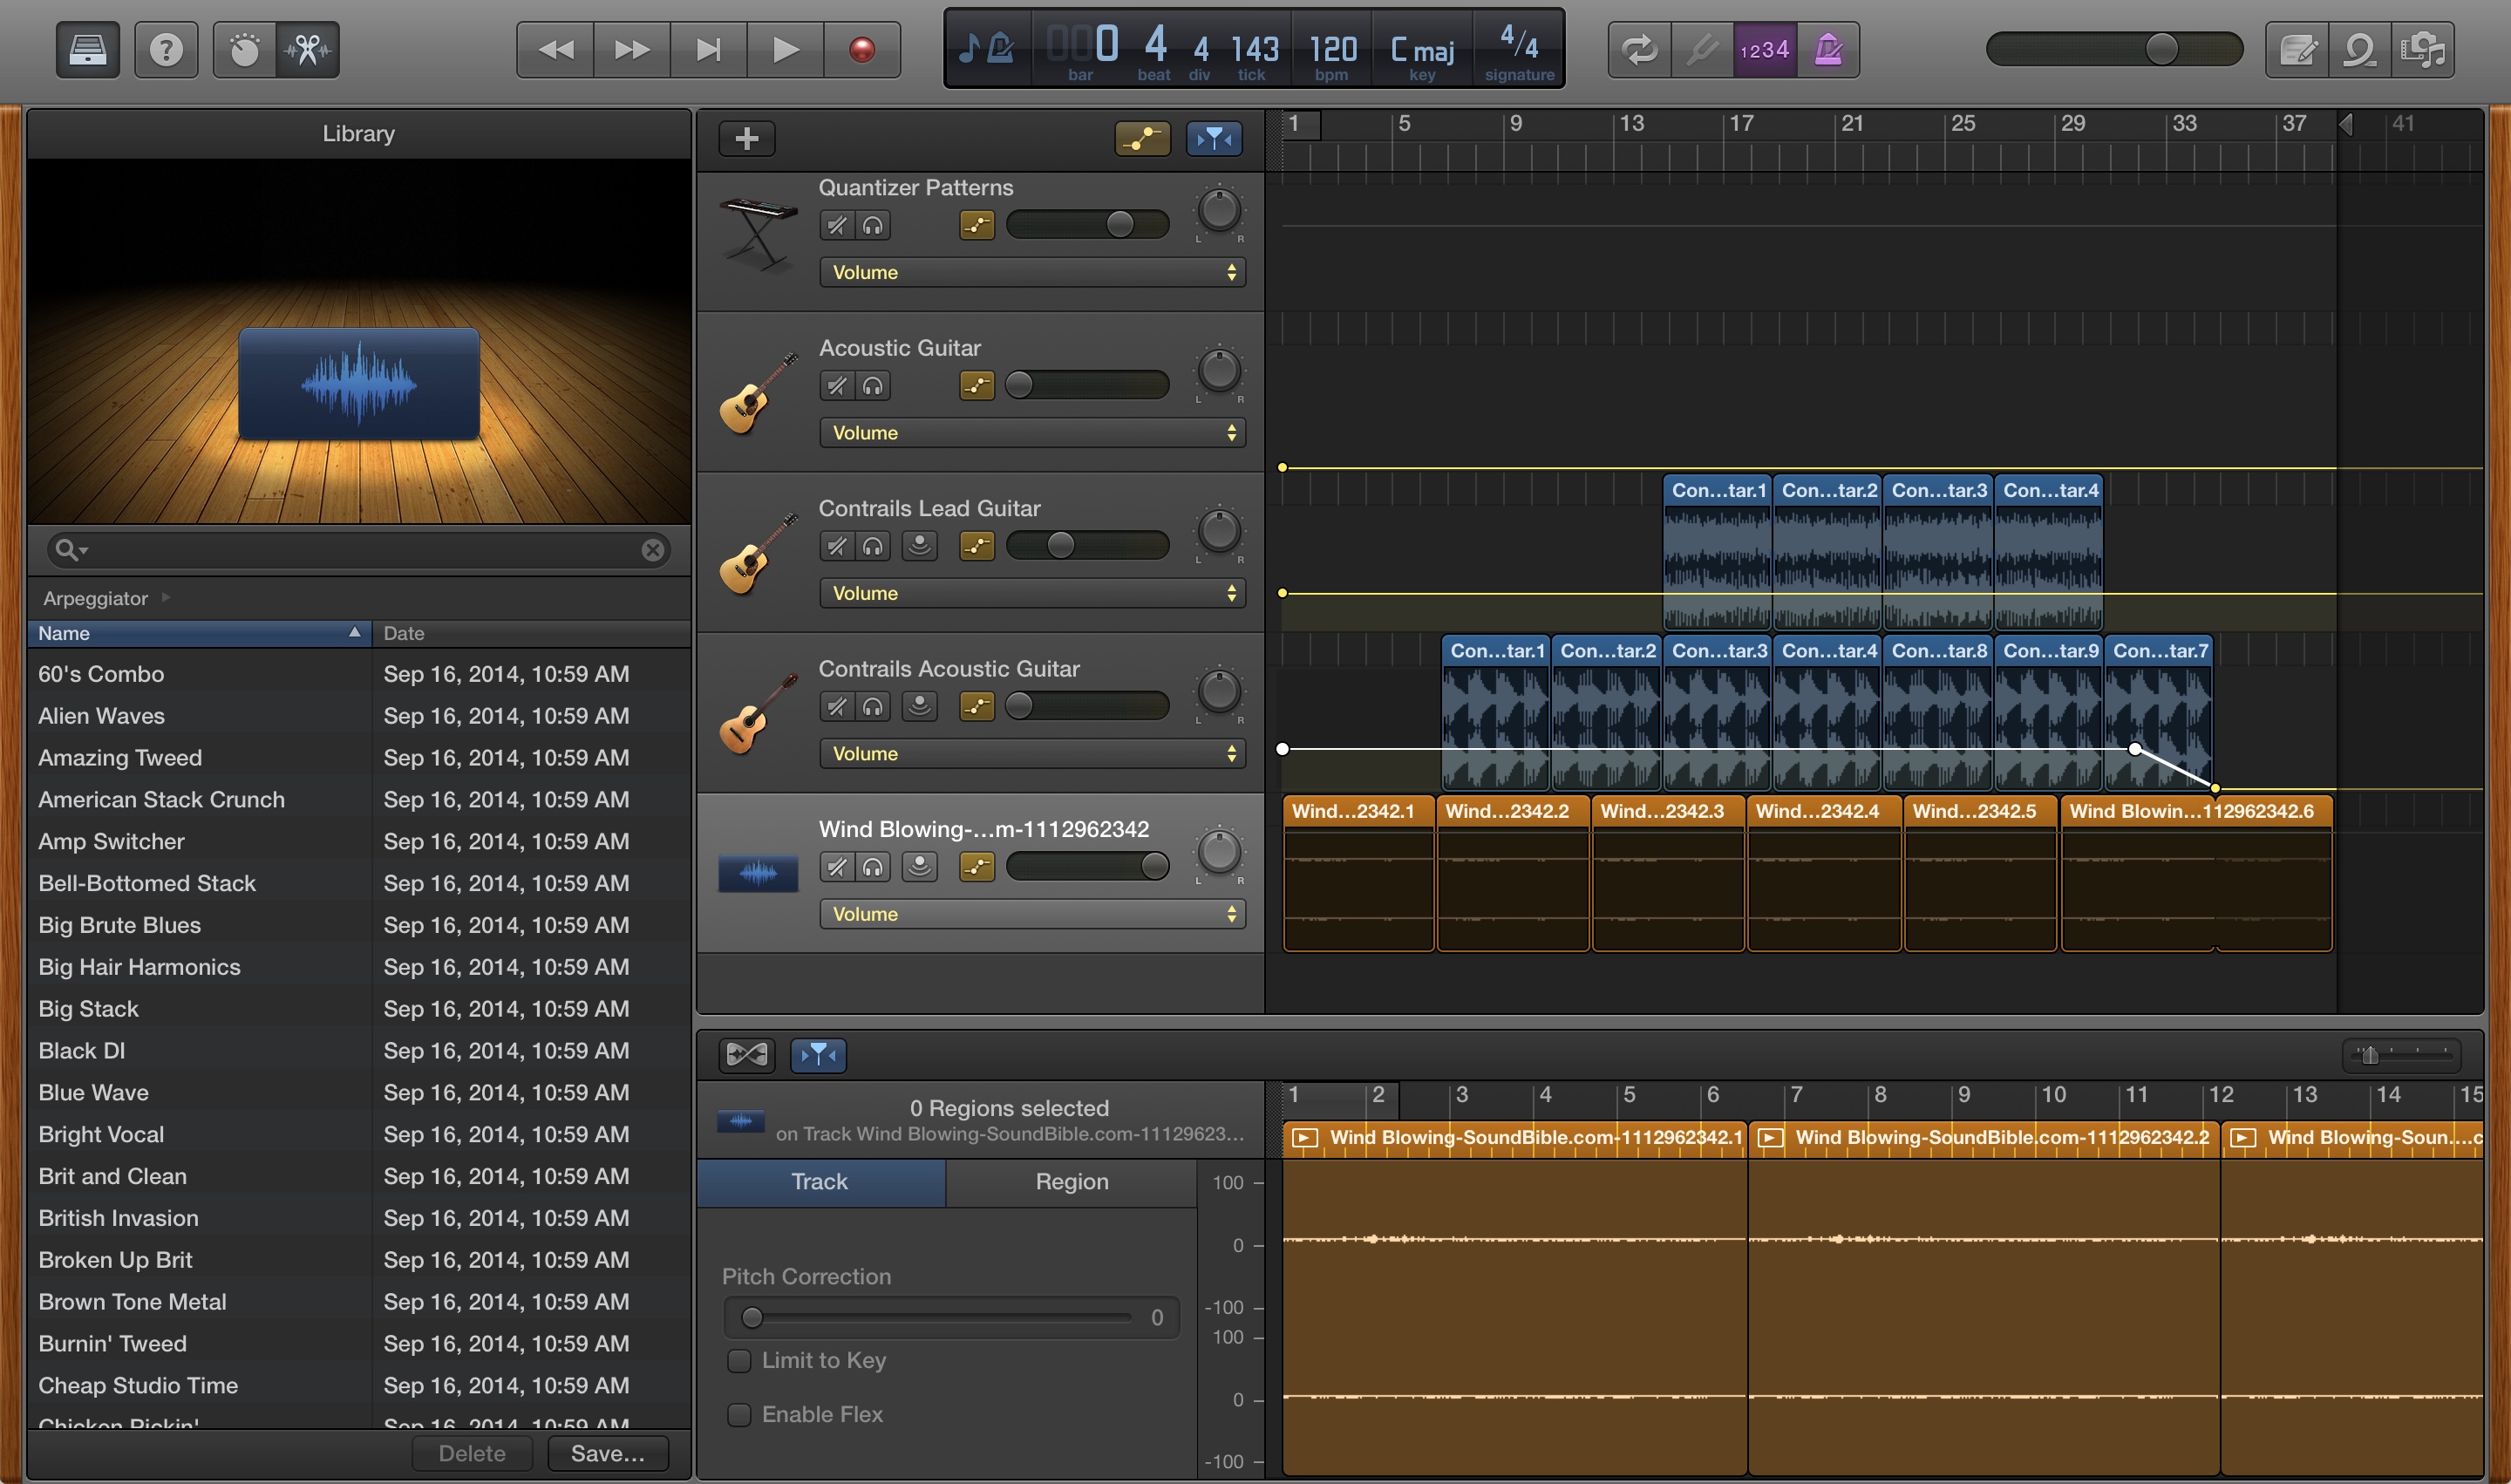 0 4 4 143 120 C maj 4/4
bar beat div tick bpm key signature
1234
Library
Arpeggiator
Name Date
60's Combo Sep 16, 2014, 10:59 AM
Alien Waves Sep 16, 2014, 10:59 AM
Amazing Tweed Sep 16, 2014, 10:59 AM
American Stack Crunch Sep 16, 2014, 10:59 AM
Amp Switcher Sep 16, 2014, 10:59 AM
Bell-Bottomed Stack Sep 16, 2014, 10:59 AM
Big Brute Blues Sep 16, 2014, 10:59 AM
Big Hair Harmonics Sep 16, 2014, 10:59 AM
Big Stack Sep 16, 2014, 10:59 AM
Black DI Sep 16, 2014, 10:59 AM
Blue Wave Sep 16, 2014, 10:59 AM
Bright Vocal Sep 16, 2014, 10:59 AM
Brit and Clean Sep 16, 2014, 10:59 AM
British Invasion Sep 16, 2014, 10:59 AM
Broken Up Brit Sep 16, 2014, 10:59 AM
Brown Tone Metal Sep 16, 2014, 10:59 AM
Burnin' Tweed Sep 16, 2014, 10:59 AM
Cheap Studio Time Sep 16, 2014, 10:59 AM
Chicken Pickin' Sep 16, 2014, 10:59 AM
Delete Save...
1 5 9 13 17 21 25 29 33 37 41
Quantizer Patterns
L R
Volume
Acoustic Guitar
L R
Volume
Contrails Lead Guitar
L R
Volume
Con...tar.1 Con...tar.2 Con...tar.3 Con...tar.4
Contrails Acoustic Guitar
L R
Volume
Con...tar.1 Con...tar.2 Con...tar.3 Con...tar.4 Con...tar.8 Con...tar.9 Con...tar.7
Wind Blowing-...m-1112962342
L R
Volume
Wind...2342.1 Wind...2342.2 Wind...2342.3 Wind...2342.4 Wind...2342.5 Wind Blowin...112962342.6
0 Regions selected
on Track Wind Blowing-SoundBible.com-11129623...
Track Region
Pitch Correction
0
Limit to Key
Enable Flex
1 2 3 4 5 6 7 8 9 10 11 12 13 14 15
Wind Blowing-SoundBible.com-1112962342.1 Wind Blowing-SoundBible.com-1112962342.2 Wind Blowing-Soun....c
100
0
-100
100
0
-100